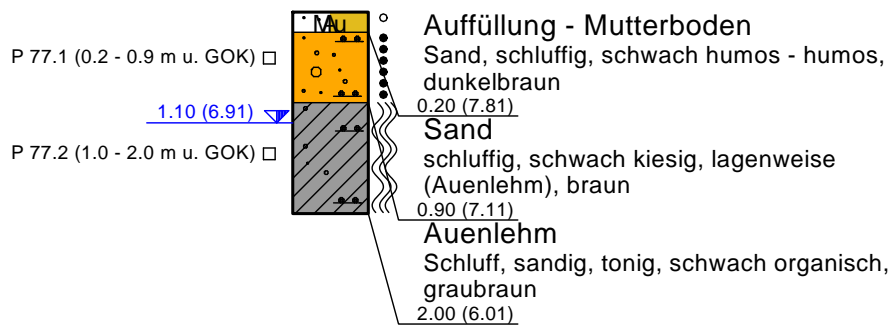 Mu
P 77.1 (0.2 - 0.9 m u. GOK)
1.10 (6.91)
P 77.2 (1.0 - 2.0 m u. GOK)
Auffüllung - Mutterboden
Sand, schluffig, schwach humos - humos,
dunkelbraun
0.20 (7.81)
Sand
schluffig, schwach kiesig, lagenweise
(Auenlehm), braun
0.90 (7.11)
Auenlehm
Schluff, sandig, tonig, schwach organisch,
graubraun
2.00 (6.01)